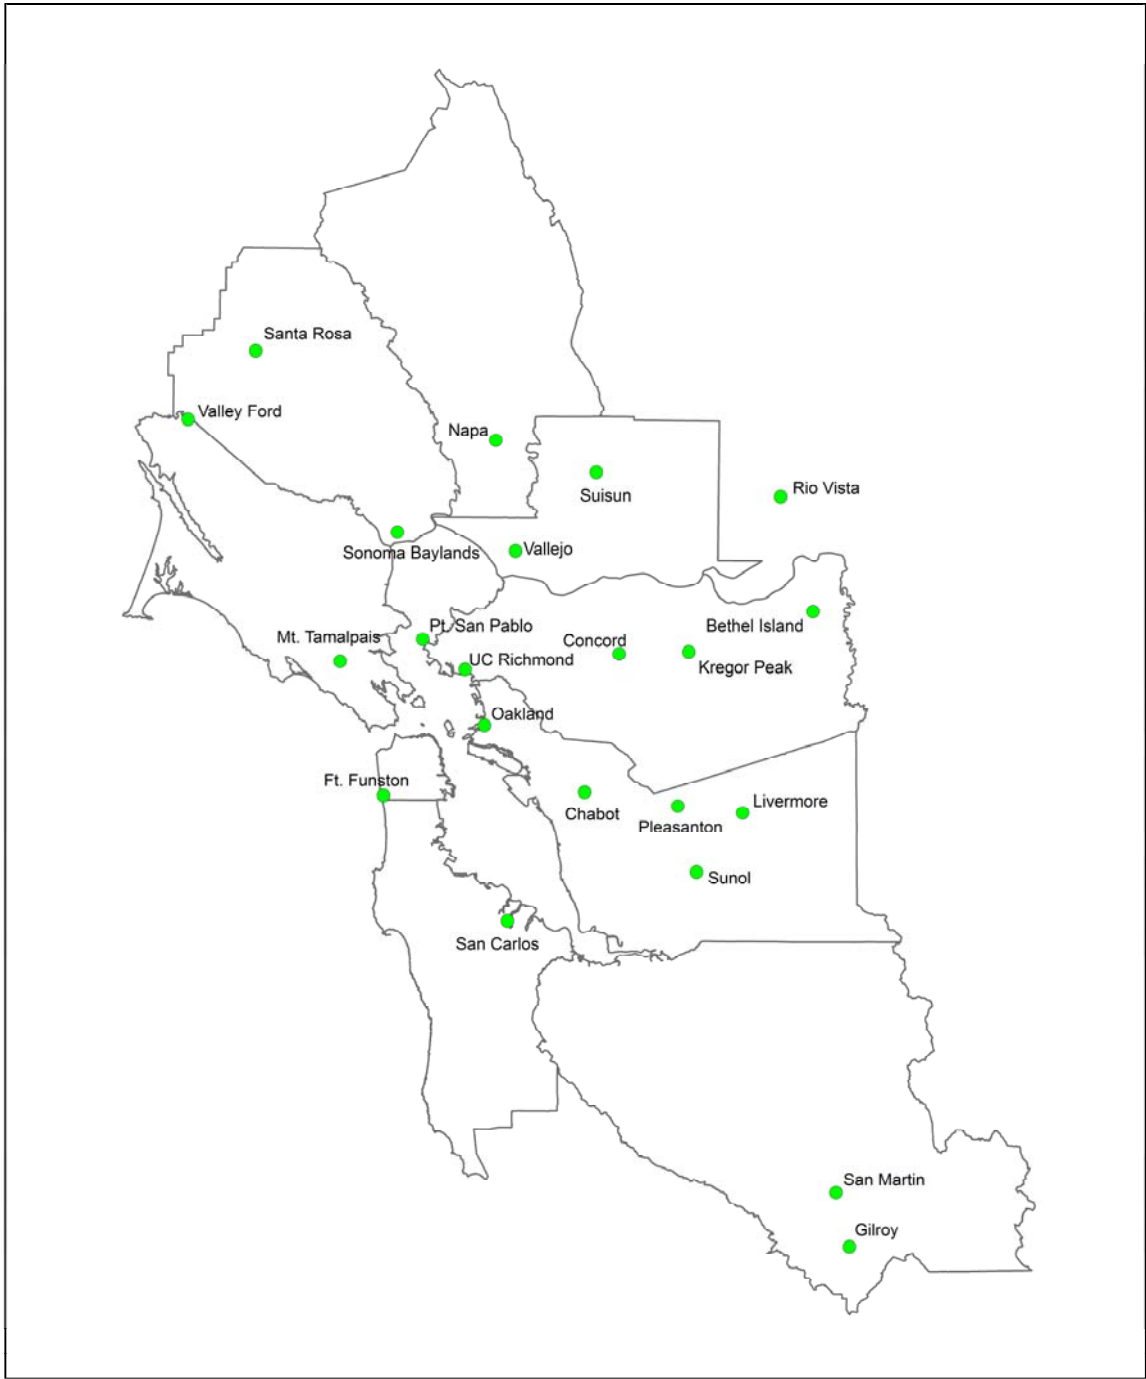 Santa Rosa
Valley Ford
Napa
Suisun
Rio Vista
Sonoma Baylands
Vallejo
Bethel Island
Pt. San Pablo
Mt. Tamalpais
Concord
UC Richmond
Kregor Peak
Oakland
Ft. Funston
Chabot
Livermore
Pleasanton
Sunol
San Carlos
San Martin
Gilroy